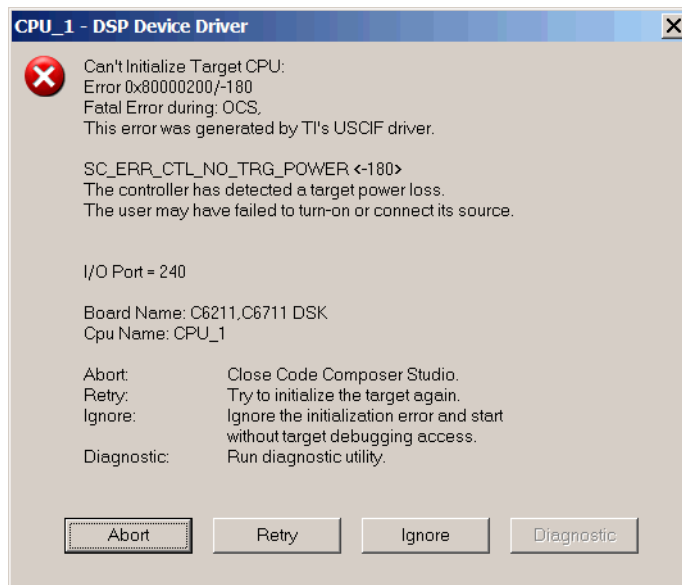 CPU_1 - DSP Device Driver
Can't Initialize Target CPU:
Error 0x80000200/-180
Fatal Error during: OCS,
This error was generated by TI's USCIF driver.
SC_ERR_CTL_NO_TRG_POWER <-180>
The controller has detected a target power loss.
The user may have failed to turn-on or connect its source.
I/O Port = 240
Board Name: C6211,C6711 DSK
Cpu Name: CPU_1
Abort: Close Code Composer Studio.
Retry: Try to initialize the target again.
Ignore: Ignore the initialization error and start
without target debugging access.
Diagnostic: Run diagnostic utility.
Abort Retry Ignore Diagnostic